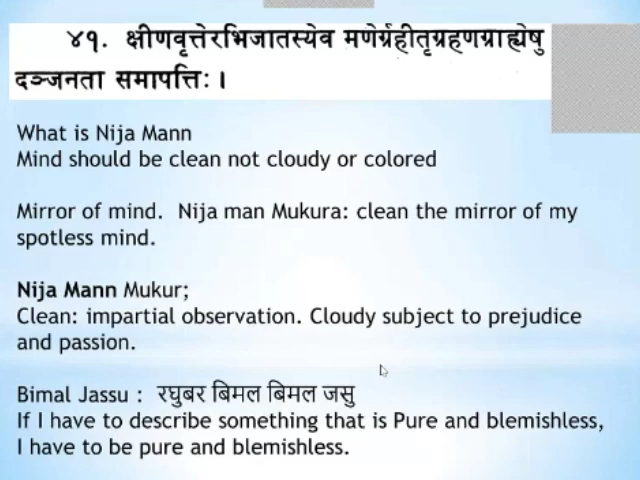 ४१. क्षीणवृत्तेरभिजातस्येव मणेर्ग्रहीतृग्रहणग्राह्येषु
दञ्जनता समापत्तिः।
What is Nija Mann
Mind should be clean not cloudy or colored
Mirror of mind. Nija man Mukura: clean the mirror of my
spotless mind.
Nija Mann Mukur;
Clean: impartial observation. Cloudy subject to prejudice
and passion.
Bimal Jassu : रघुबर बिमल बिमल जसु
If I have to describe something that is Pure and blemishless,
I have to be pure and blemishless.